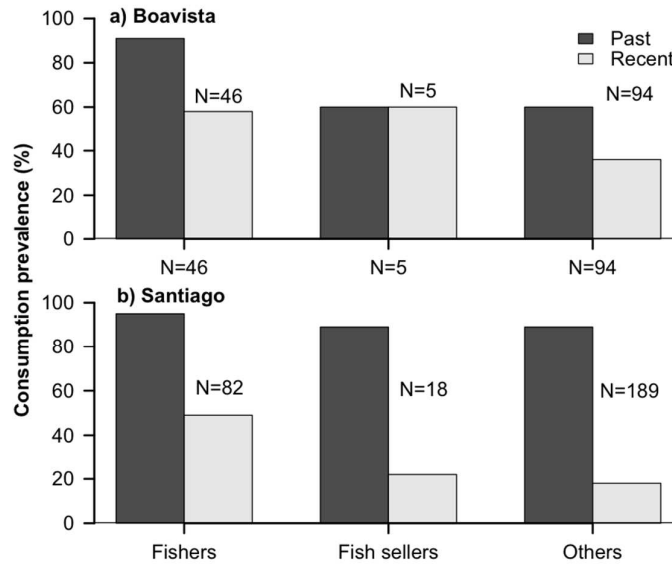 a) Boavista
Past
Recent
Consumption prevalence (%)
100
80
60
40
20
0
N=46
N=5
N=94
N=46
N=5
N=94
b) Santiago
100
80
60
40
20
0
N=82
N=18
N=189
Fishers
Fish sellers
Others